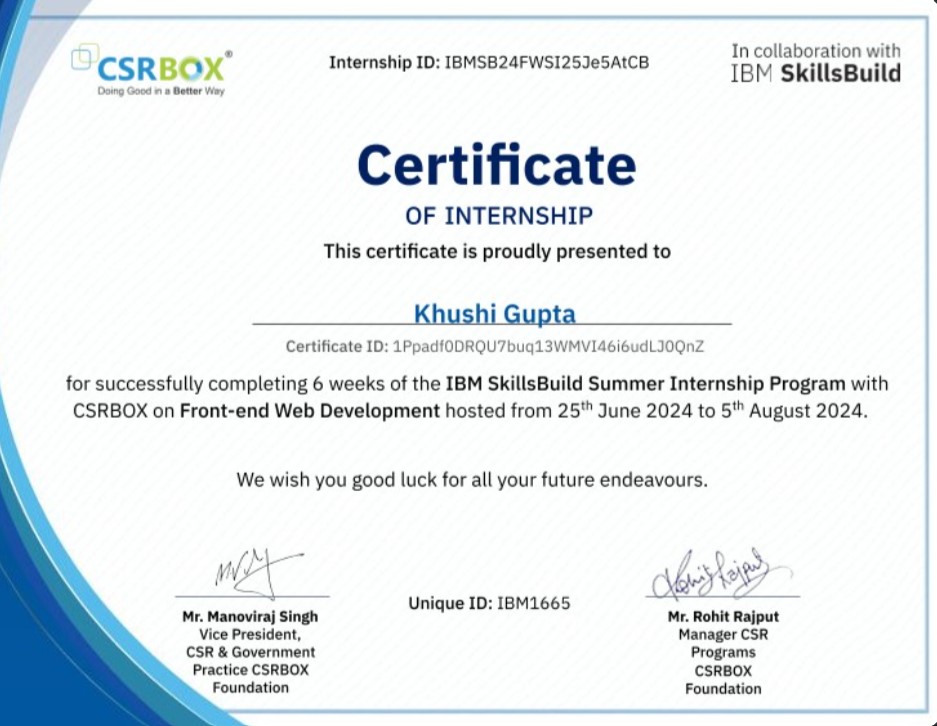 CSRBOX®
Doing Good in a Better Way
Internship ID: IBMSB24FWSI25Je5AtCB
In collaboration with
IBM SkillsBuild
Certificate
OF INTERNSHIP
This certificate is proudly presented to
Khushi Gupta
Certificate ID: 1Ppadf0DRQU7buq13WMVI46i6udLJ0QnZ
for successfully completing 6 weeks of the IBM SkillsBuild Summer Internship Program with
CSRBOX on Front-end Web Development hosted from 25th June 2024 to 5th August 2024.
We wish you good luck for all your future endeavours.
Rohit Rajput
Mr. Manoviraj Singh
Vice President,
CSR & Government
Practice CSRBOX
Foundation
Unique ID: IBM1665
Mr. Rohit Rajput
Manager CSR
Programs
CSRBOX
Foundation